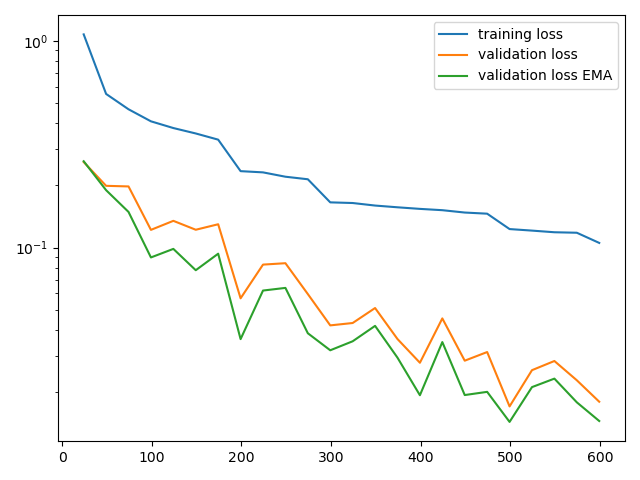 training loss
validation loss
validation loss EMA
10⁰
10⁻¹
0 100 200 300 400 500 600